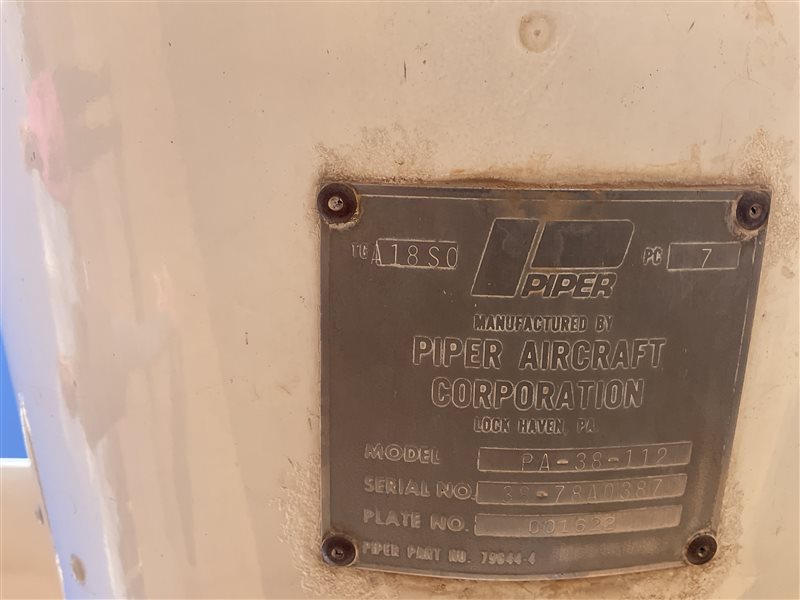 TC A18SO PC 7
PIPER
MANUFACTURED BY
PIPER AIRCRAFT
CORPORATION
LOCK HAVEN, PA.
MODEL PA-38-112
SERIAL NO. 38-78A0387
PLATE NO. 001622
PIPER PART NO. 79644-4